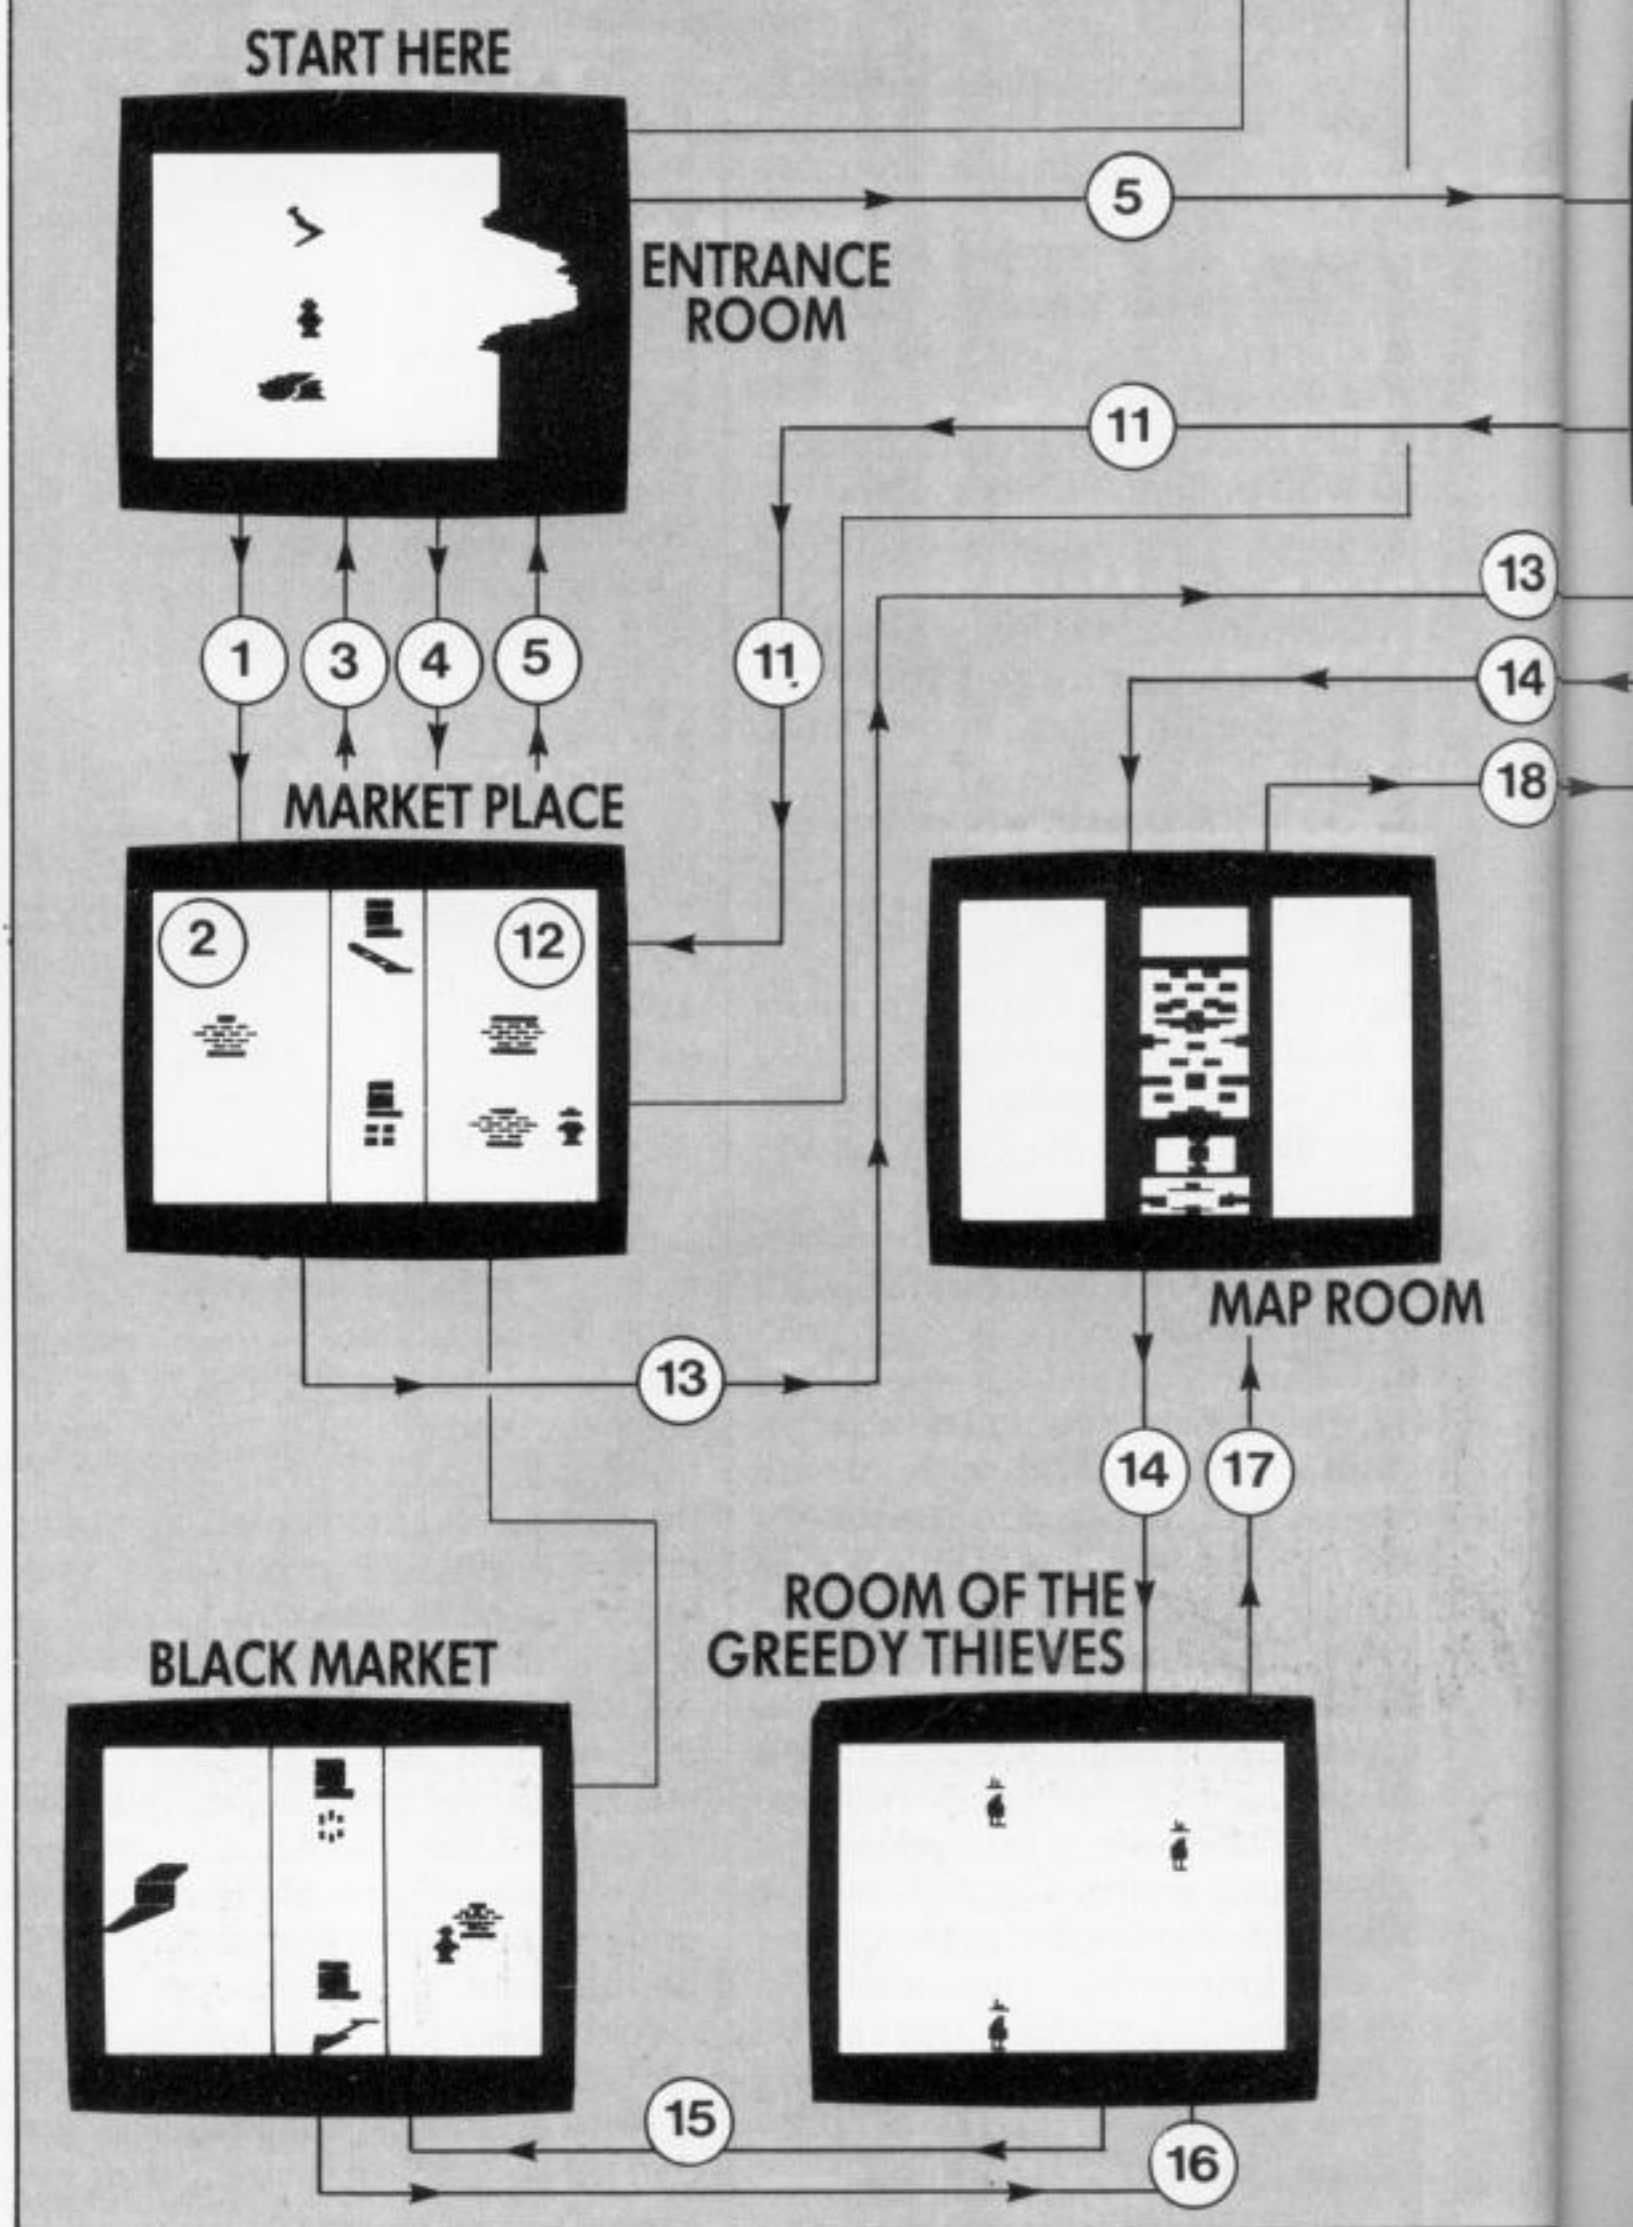 START HERE
5
ENTRANCE
ROOM
11
13
1
3
4
5
11
14
18
MARKET PLACE
2
12
MAP ROOM
13
14
17
ROOM OF THE
GREEDY THIEVES
BLACK MARKET
15
16